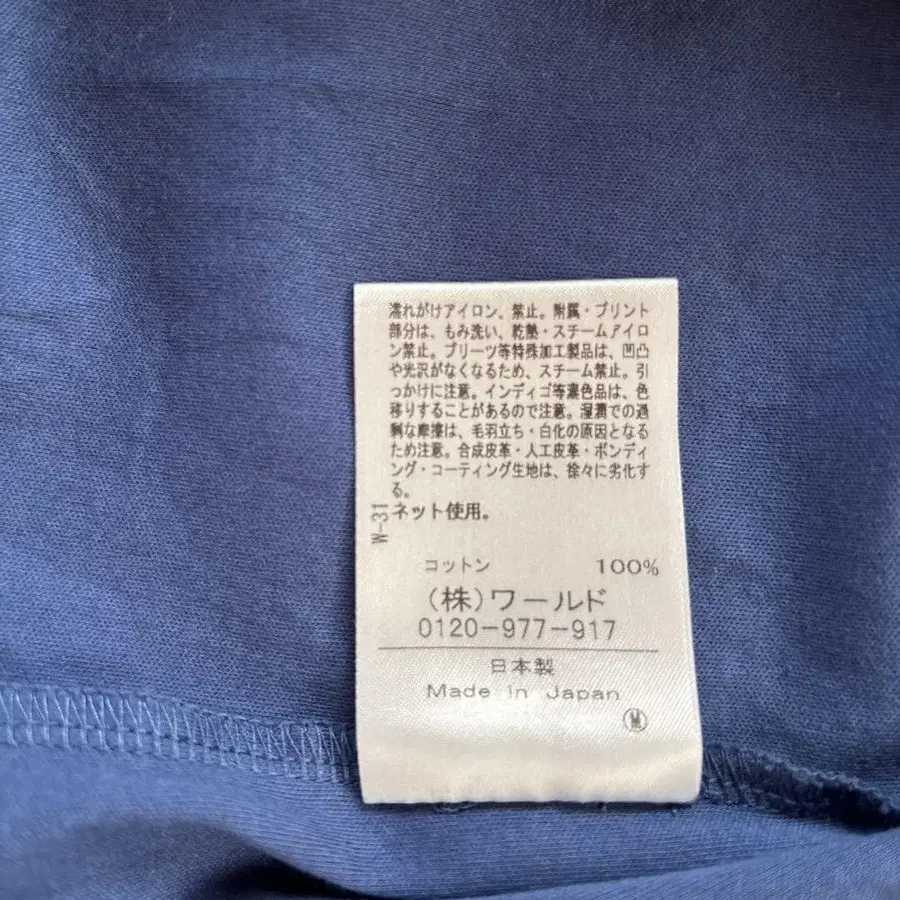 濡れがけアイロン、禁止。附属・プリント
部分は、もみ洗い、乾熱・スチームアイロ
ン禁止。プリーツ等特殊加工製品は、凹凸
や光沢がなくなるため、スチーム禁止。引
っかけに注意。インディゴ等濃色品は、色
移りすることがあるので注意。湿潤での過
剰な摩擦は、毛羽立ち・白化の原因となる
ため注意。合成皮革・人工皮革・ボンディ
ング・コーティング生地は、徐々に劣化す
る。
ネット使用。
W-31
コットン 100%
(株)ワールド
0120-977-917
日本製
Made in Japan
M